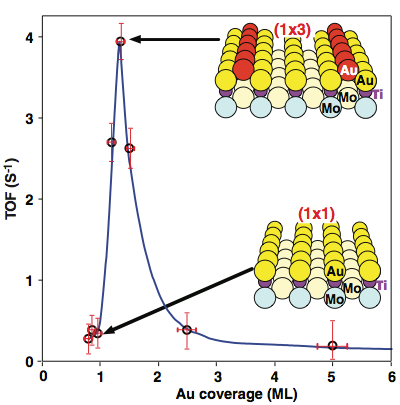 (1x3)
Au
Au
Mo
Ti
Mo
(1x1)
Au
Ti
Mo
Mo
TOF (S⁻¹)
4
3
2
1
0
0 1 2 3 4 5 6
Au coverage (ML)